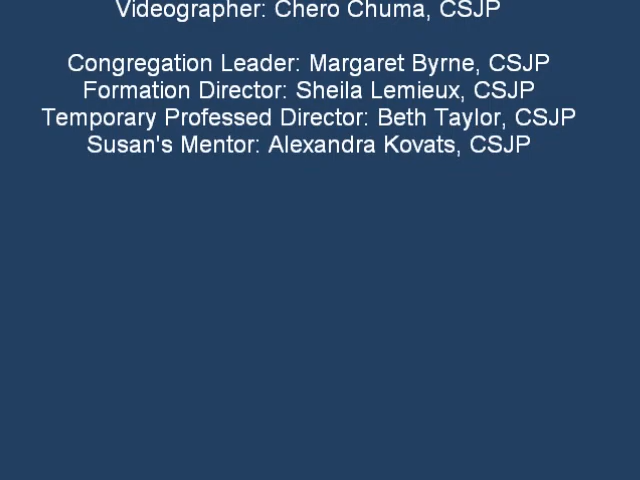 Videographer: Chero Chuma, CSJP
Congregation Leader: Margaret Byrne, CSJP
Formation Director: Sheila Lemieux, CSJP
Temporary Professed Director: Beth Taylor, CSJP
Susan's Mentor: Alexandra Kovats, CSJP